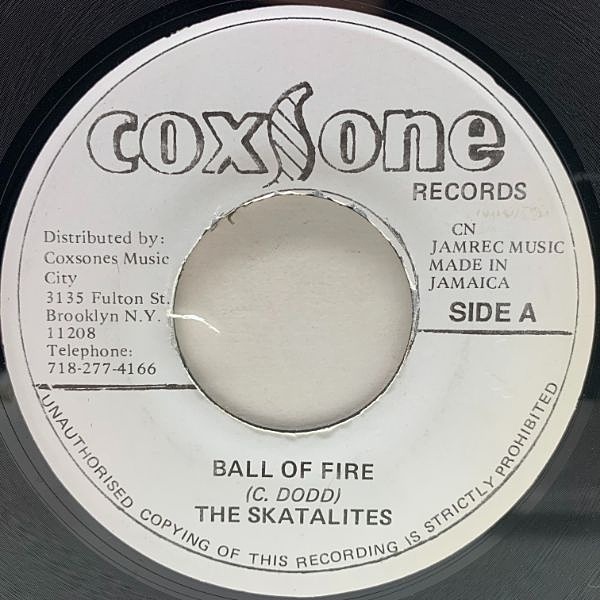 coxsone
RECORDS
Distributed by:
Coxsones Music
City
3135 Fulton St.
Brooklyn N.Y.
11208
Telephone:
718-277-4166
CN
JAMREC MUSIC
MADE IN
JAMAICA
SIDE A
BALL OF FIRE
(C. DODD)
THE SKATALITES
UNAUTHORISED COPYING OF THIS RECORDING IS STRICTLY PROHIBITED